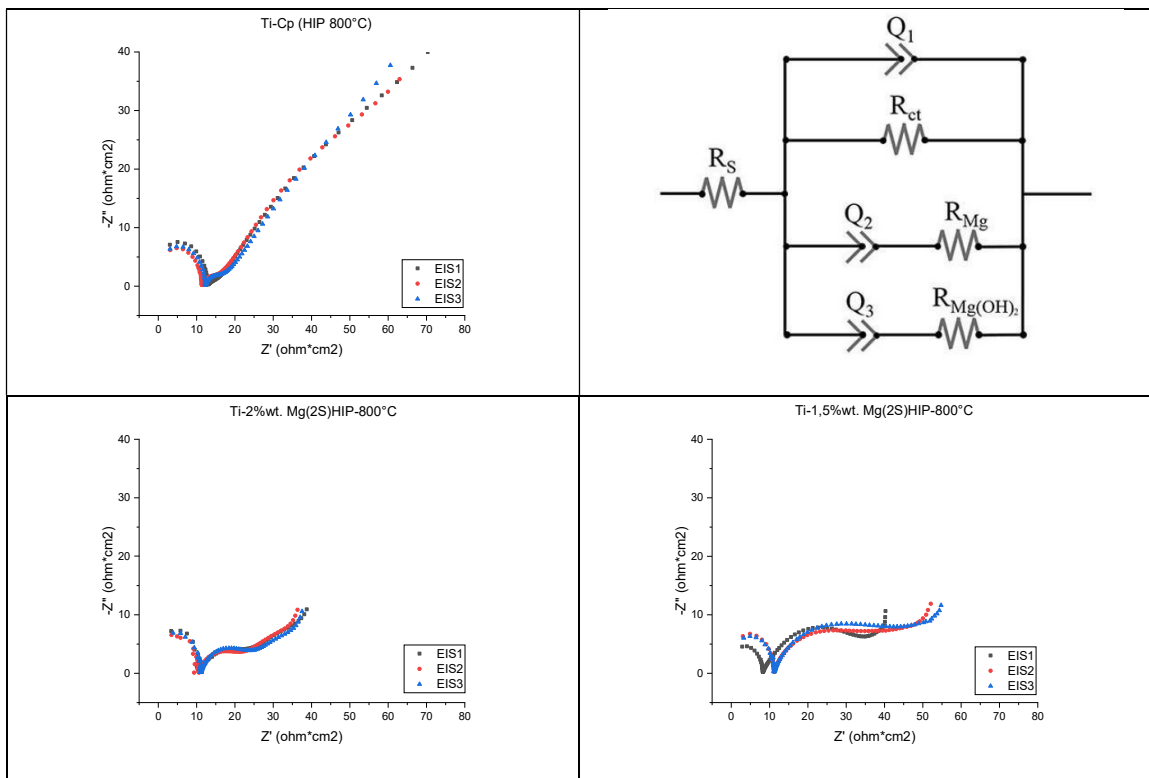 Ti-Cp (HIP 800°C)
40
30
20
10
0
-Z" (ohm*cm2)
EIS1
EIS2
EIS3
0 10 20 30 40 50 60 70 80
Z' (ohm*cm2)
Q1
Rct
RS
Q2
RMg
Q3
RMg(OH)2
Ti-2%wt. Mg(2S)HIP-800°C
40
30
20
10
0
-Z" (ohm*cm2)
EIS1
EIS2
EIS3
0 10 20 30 40 50 60 70 80
Z' (ohm*cm2)
Ti-1,5%wt. Mg(2S)HIP-800°C
40
30
20
10
0
-Z" (ohm*cm2)
EIS1
EIS2
EIS3
0 10 20 30 40 50 60 70 80
Z' (ohm*cm2)